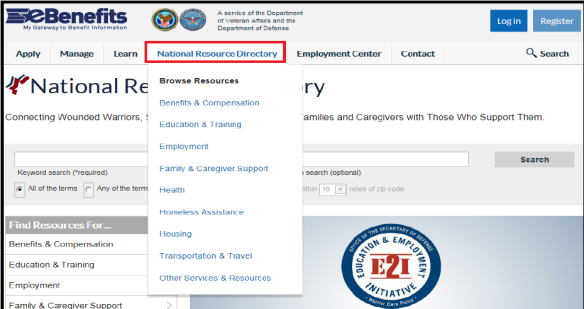 eBenefits
My Gateway to Benefit Information
A service of the Department
of Veteran Affairs and the
Department of Defense
Log In
Register
Apply
Manage
Learn
National Resource Directory
Employment Center
Contact
Search
National Re
ry
Browse Resources
Benefits & Compensation
Education & Training
Employment
Family & Caregiver Support
Health
Homeless Assistance
Housing
Transportation & Travel
Other Services & Resources
Connecting Wounded Warriors, S
amilies and Caregivers with Those Who Support Them.
Keyword search (*required)
search (optional)
Search
All of the terms
Any of the term
ithin 10 miles of zip code.
Find Resources For...
Benefits & Compensation
Education & Training
Employment
Family & Caregiver Support
OFFICE OF THE SECRETARY OF DEFENSE
EDUCATION & EMPLOYMENT
E2I
INITIATIVE
Warrior Care Policy